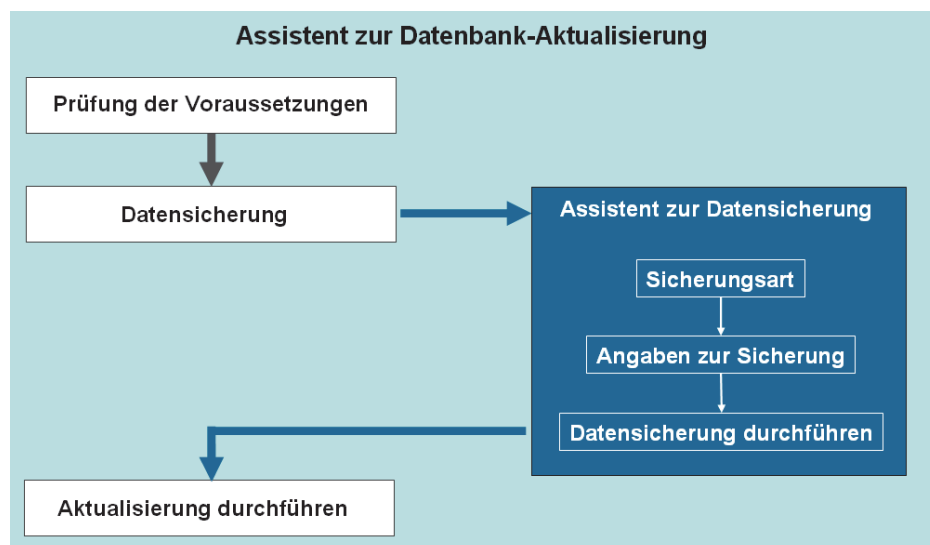 Assistent zur Datenbank-Aktualisierung
Prüfung der Voraussetzungen
Datensicherung
Assistent zur Datensicherung
Sicherungsart
Angaben zur Sicherung
Datensicherung durchführen
Aktualisierung durchführen